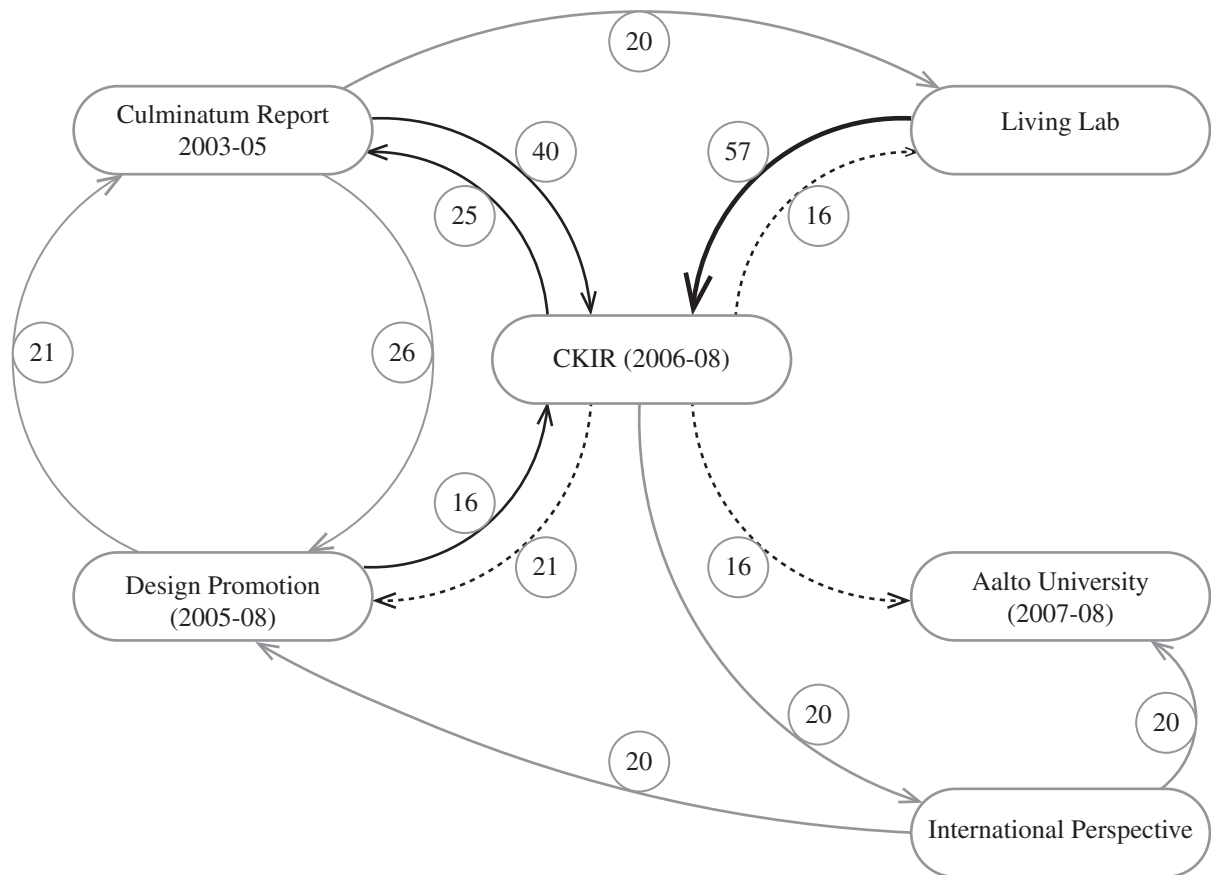 20
Culminatum Report
2003-05
Living Lab
40
57
25
16
21
26
CKIR (2006-08)
16
21
16
Design Promotion
(2005-08)
Aalto University
(2007-08)
20
20
20
International Perspective